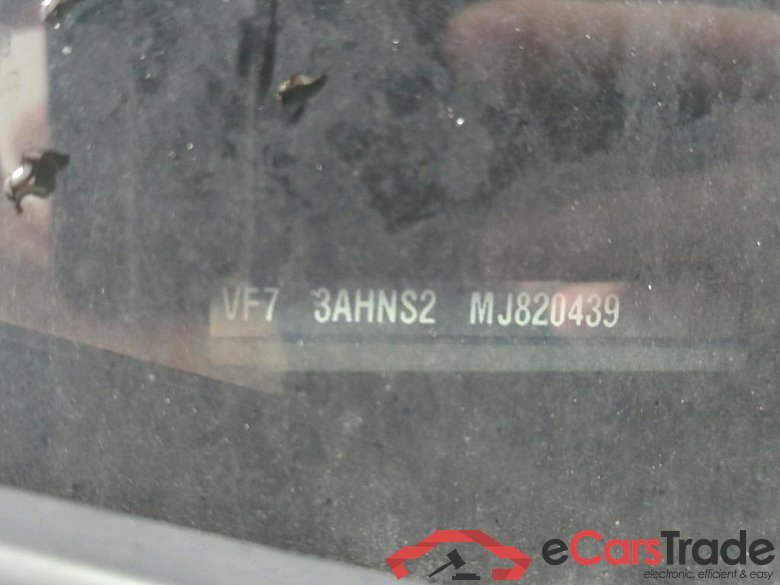 VF7 3AHNS2 MJ820439
eCarsTrade
electronic, efficient & easy